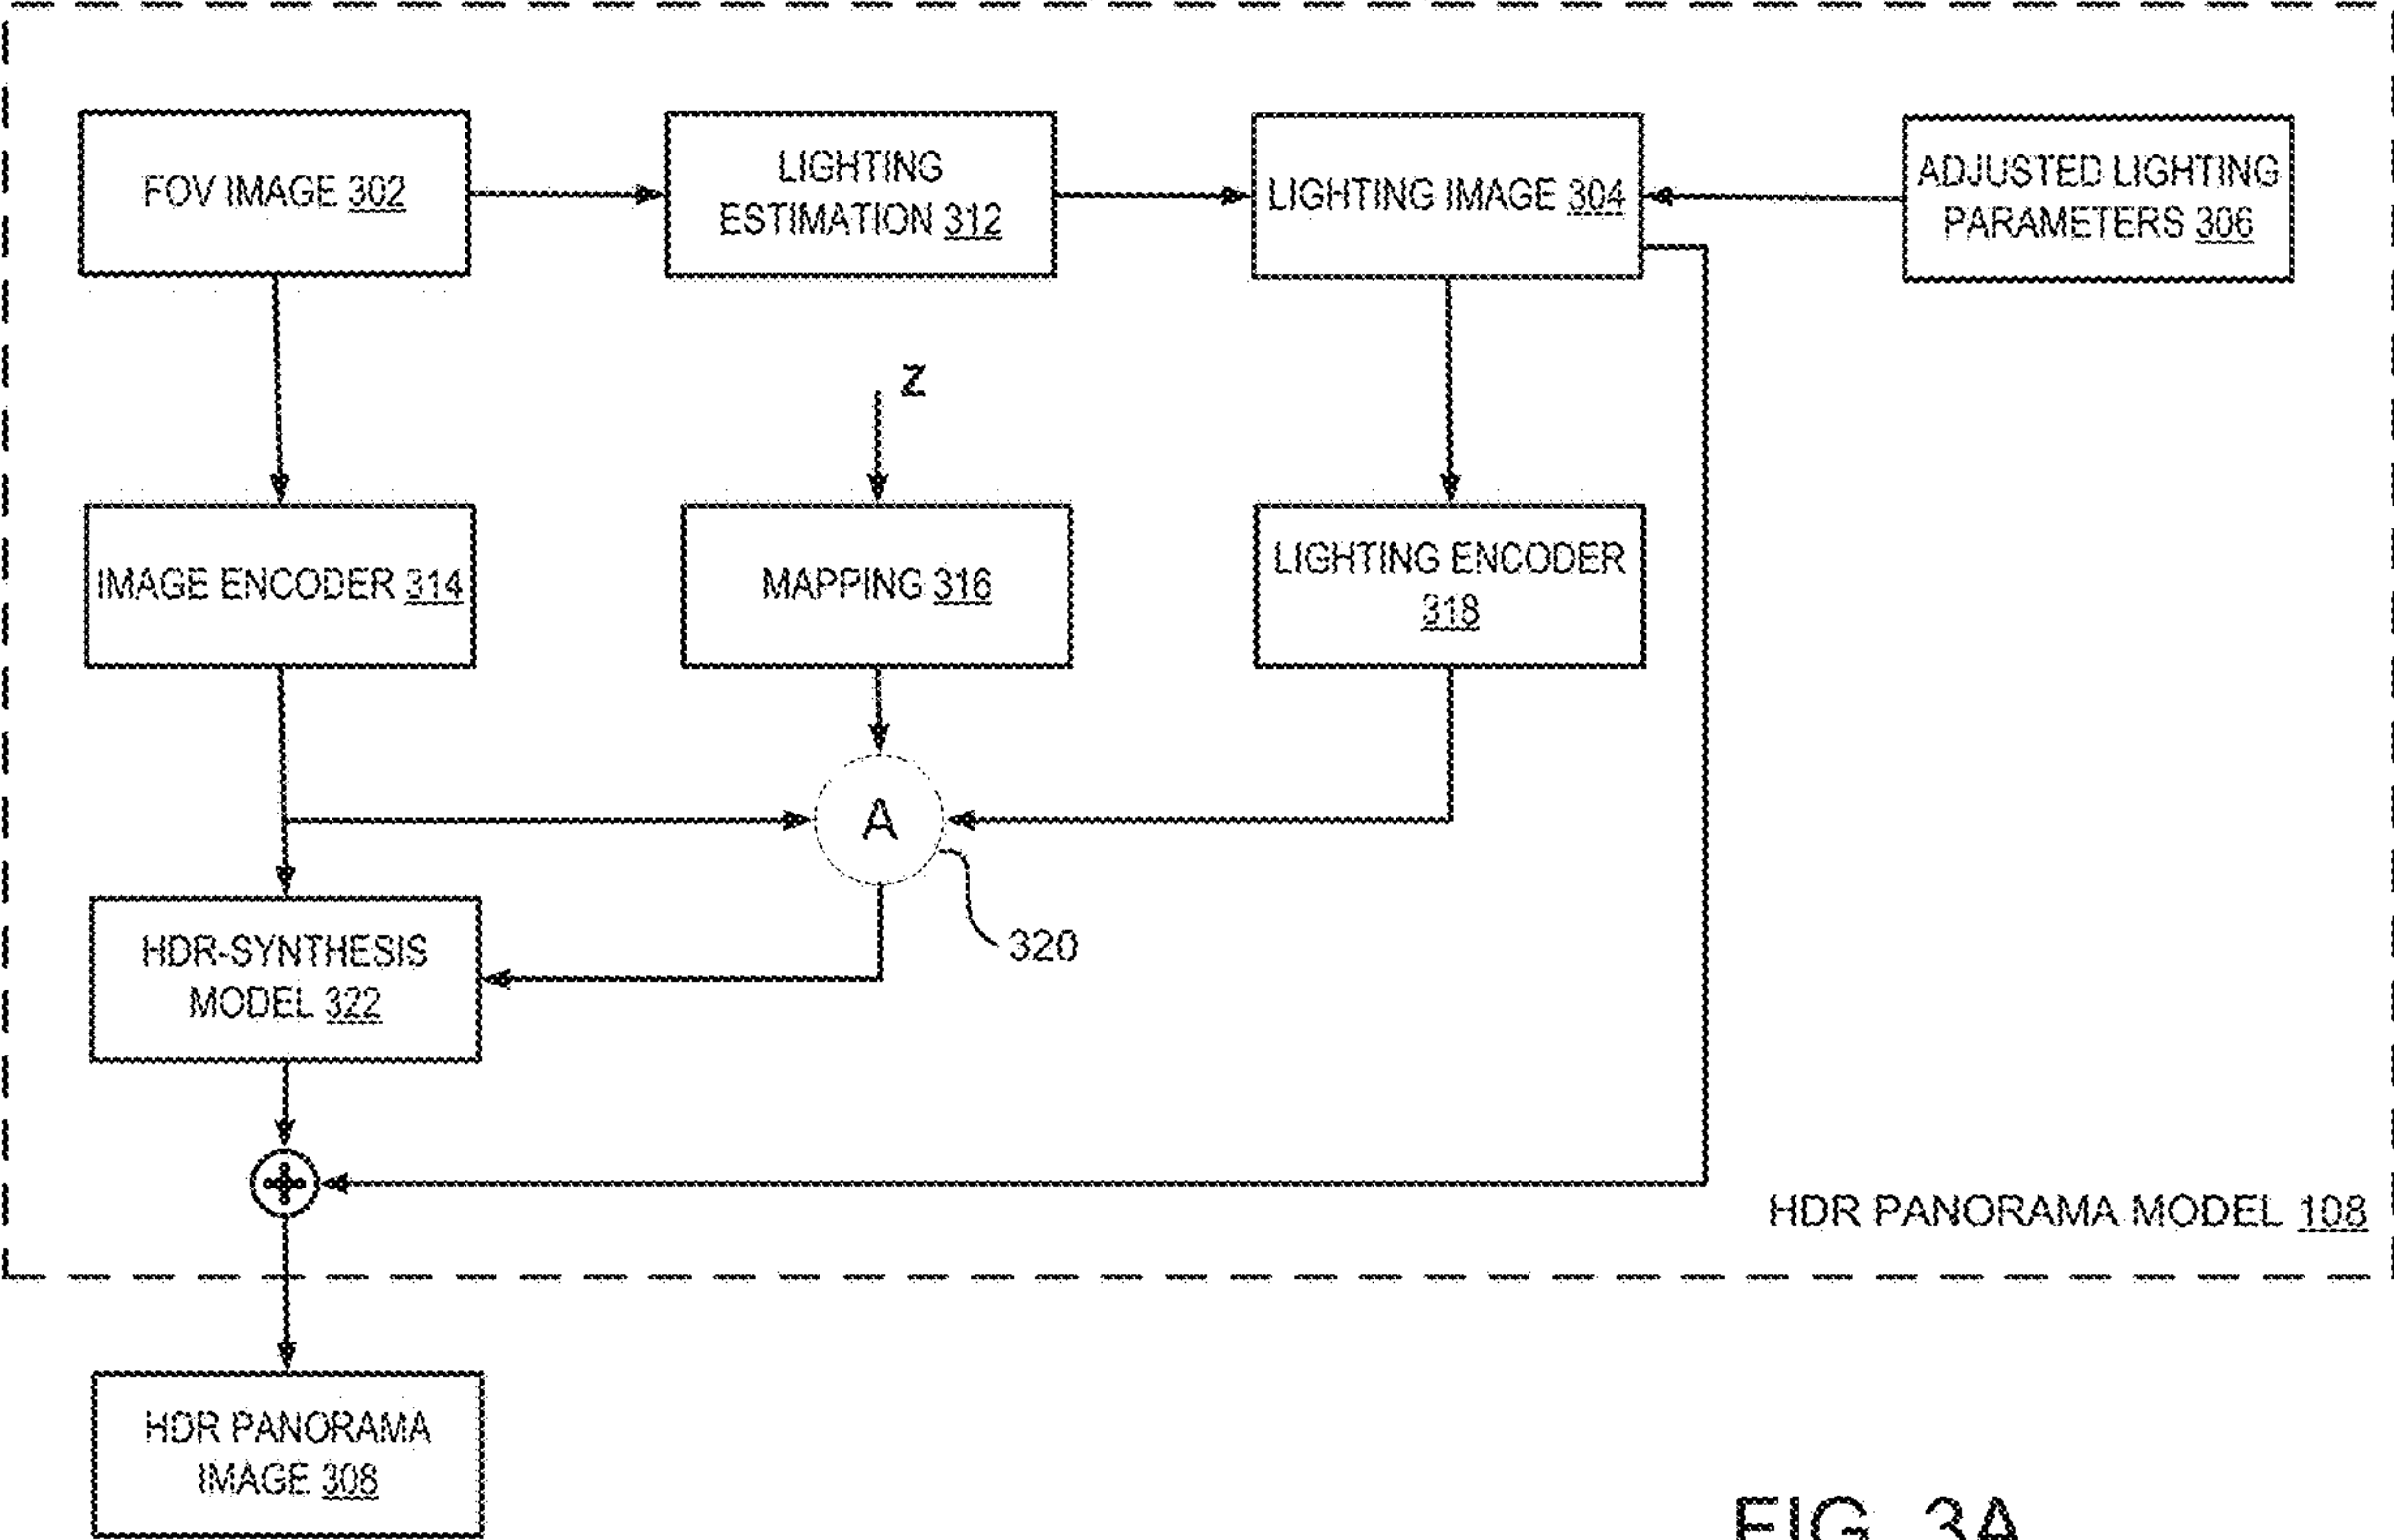 FOV IMAGE 302
LIGHTING
ESTIMATION 312
LIGHTING IMAGE 304
ADJUSTED LIGHTING
PARAMETERS 306
Z
IMAGE ENCODER 314
MAPPING 316
LIGHTING ENCODER
318
A
320
HDR-SYNTHESIS
MODEL 322
HDR PANORAMA MODEL 108
HDR PANORAMA
IMAGE 308
FIG. 3A